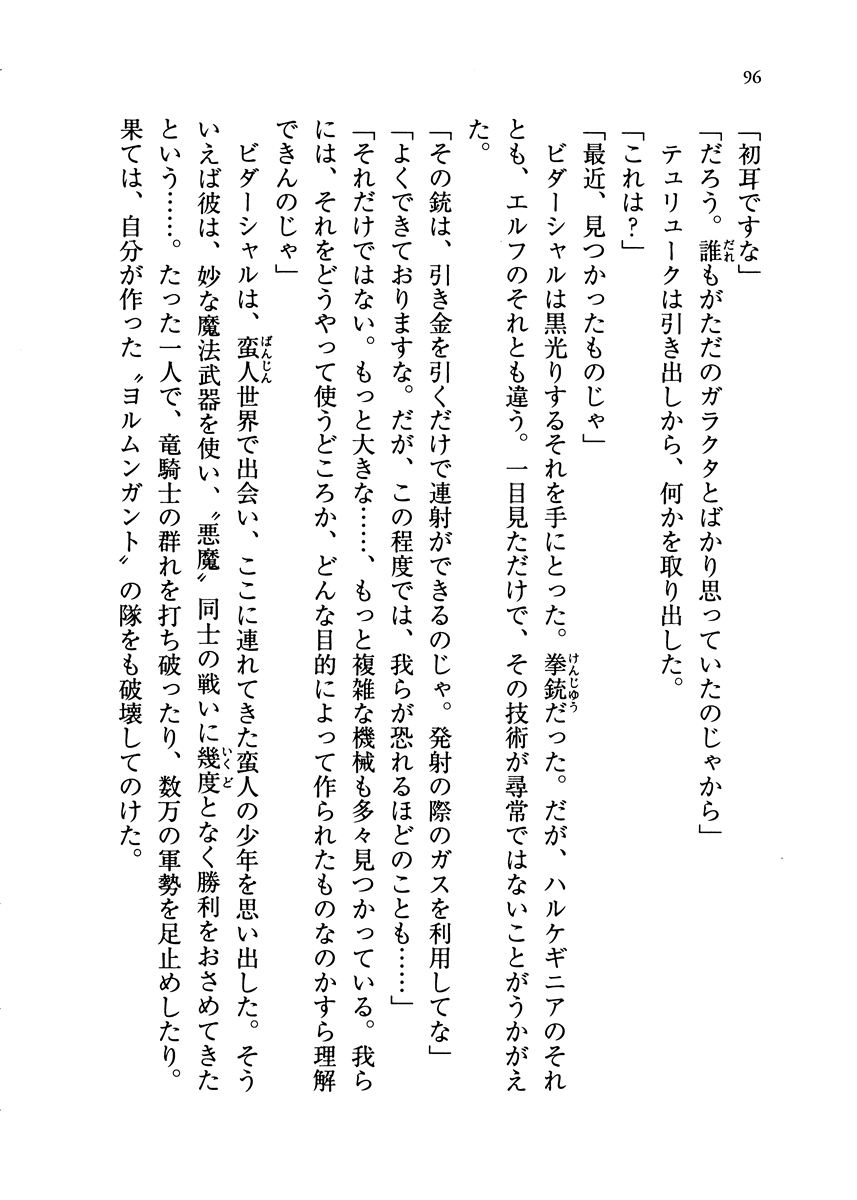 96
「初耳ですな」
「だろう。誰もがただのガラクタとばかり思っていたのじゃから」
　テュリュークは引き出しから、何かを取り出した。
「これは？」
「最近、見つかったものじゃ」
　ビダーシャルは黒光りするそれを手にとった。拳銃だった。だが、ハルケギニアのそれ
とも、エルフのそれとも違う。一目見ただけで、その技術が尋常ではないことがうかがえ
た。
「その銃は、引き金を引くだけで連射ができるのじゃ。発射の際のガスを利用してな」
「よくできておりますな。だが、この程度では、我らが恐れるほどのことも……」
「それだけではない。もっと大きな……、もっと複雑な機械も多々見つかっている。我ら
には、それをどうやって使うどころか、どんな目的によって作られたものなのかすら理解
できんのじゃ」
　ビダーシャルは、蛮人世界で出会い、ここに連れてきた蛮人の少年を思い出した。そう
いえば彼は、妙な魔法武器を使い、〝悪魔〟同士の戦いに幾度となく勝利をおさめてきた
という……。たった一人で、竜騎士の群れを打ち破ったり、数万の軍勢を足止めしたり。
果ては、自分が作った〝ヨルムンガント〟の隊をも破壊してのけた。